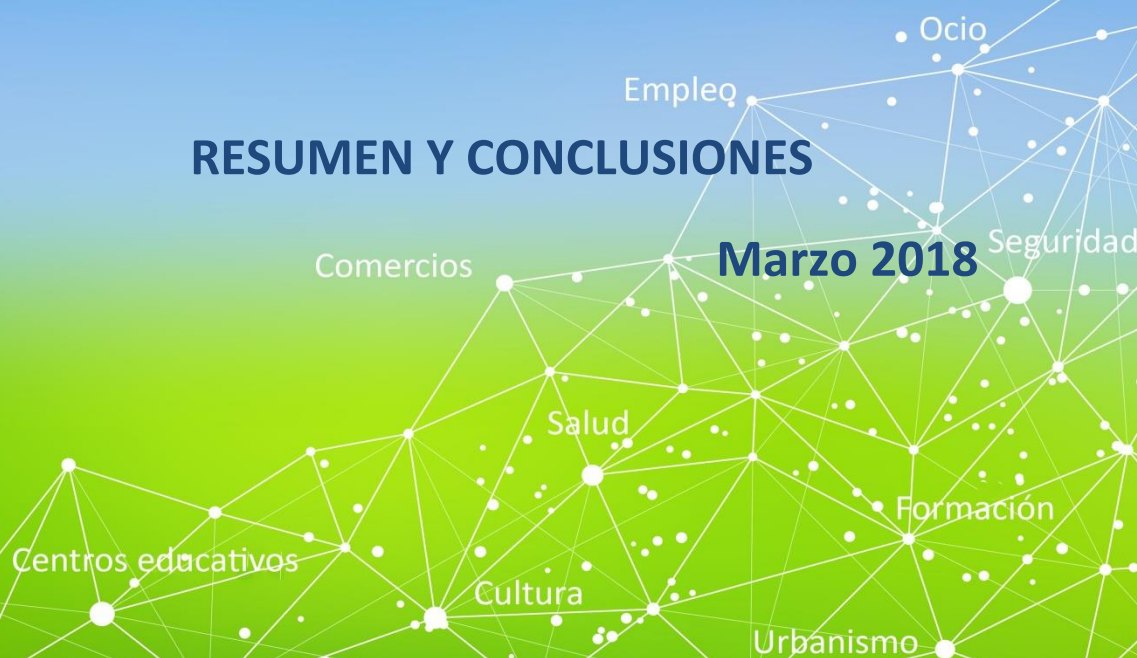 Ocio
Empleo
RESUMEN Y CONCLUSIONES
Seguridad
Marzo 2018
Comercios
Salud
Formación
Centros educativos
Cultura
Urbanismo